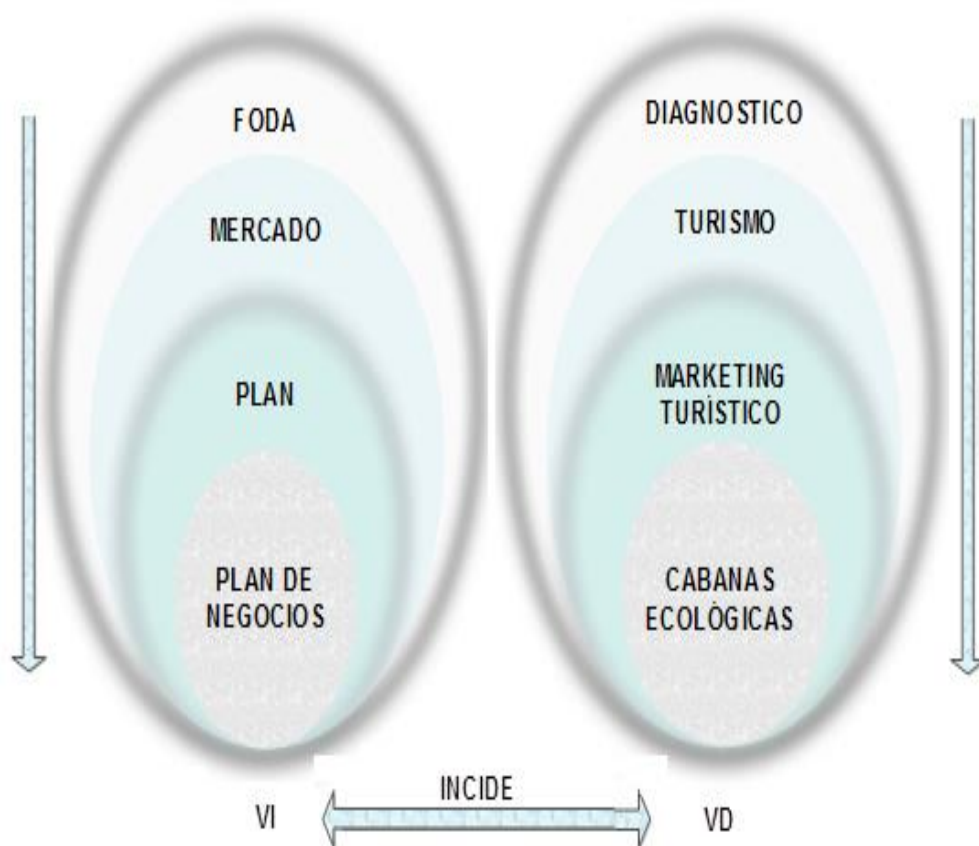 FODA
MERCADO
PLAN
PLAN DE
NEGOCIOS
DIAGNOSTICO
TURISMO
MARKETING
TURÍSTICO
CABANAS
ECOLÓGICAS
INCIDE
VI
VD